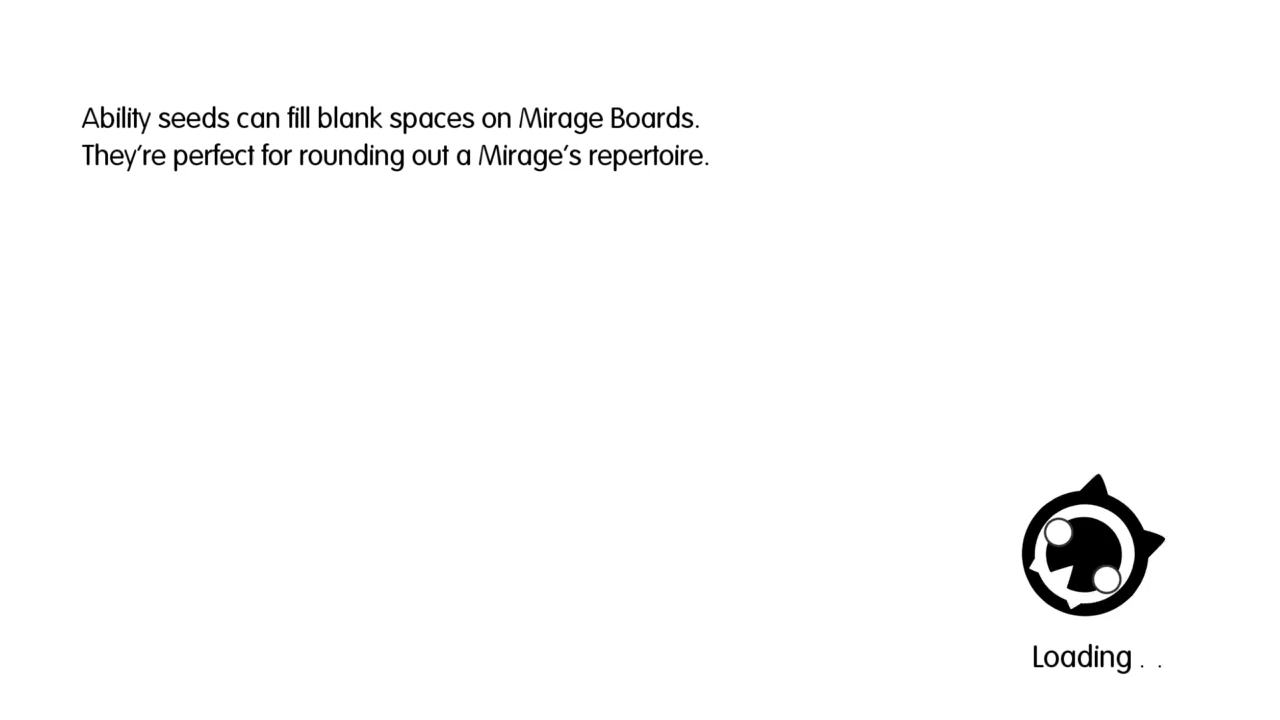 Ability seeds can fill blank spaces on Mirage Boards.
They're perfect for rounding out a Mirage's repertoire.
Loading . .